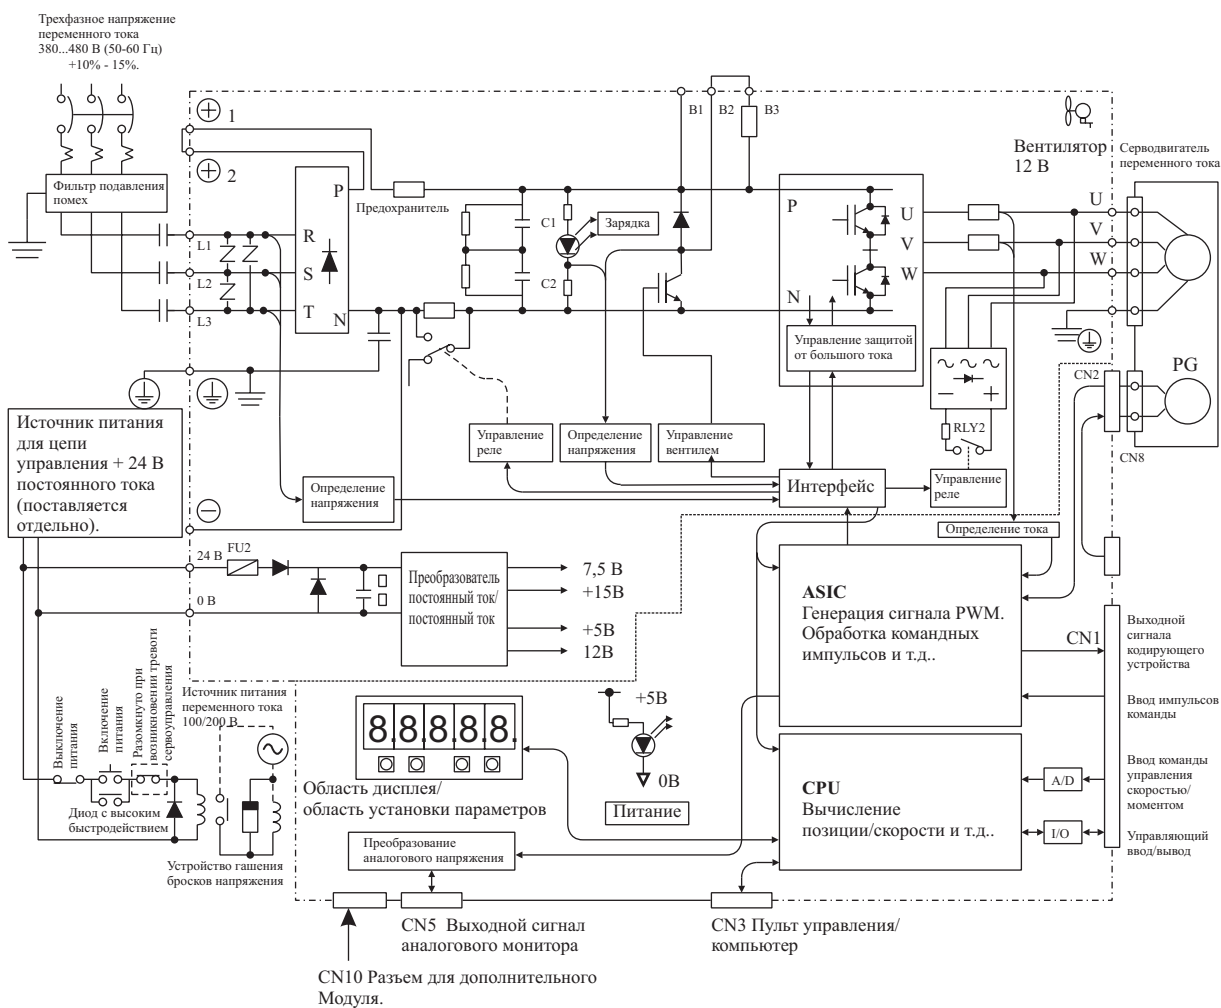 Трехфазное напряжение
переменного тока
380...480 В (50-60 Гц)
+10% - 15%.
1
2
B1
B2
B3
Вентилятор
12 В
Серводвигатель
переменного тока
Фильтр подавления
помех
P
Предохранитель
R
S
T
N
L1
L2
L3
C1
C2
Зарядка
P
N
U
V
W
U
V
W
Управление защитой
от большого тока
PG
CN2
CN8
RLY2
Источник питания
для цепи
управления + 24 В
постоянного тока
(поставляется
отдельно).
Определение
напряжения
Управление
реле
Определение
напряжения
Управление
вентилем
Интерфейс
Управление
реле
Определение тока
24 В
FU2
0 В
Преобразователь
постоянный ток/
постоянный ток
7,5 В
+15В
+5В
12В
ASIC
Генерация сигнала PWM.
Обработка командных
импульсов и т.д..
CN1
Выходной
сигнала
кодирующего
устройства
Ввод импульсов
команды
Источник питания
переменного тока
100/200 В
Выключение
питания
Включение
питания
Разомкнуто при
возникновении тревоги
сервоуправления
Диод с высоким
быстродействием
Устройство гашения
бросков напряжения
8.8.8.8.8.
Область дисплея/
область установки параметров
+5В
0В
Питание
CPU
Вычисление
позиции/скорости и т.д..
A/D
I/O
Ввод команды
управления
скоростью/
моментом
Управляющий
ввод/вывод
Преобразование
аналогового напряжения
CN5 Выходной сигнал
аналогового монитора
CN3 Пульт управления/
компьютер
CN10 Разъем для дополнительного
Модуля.